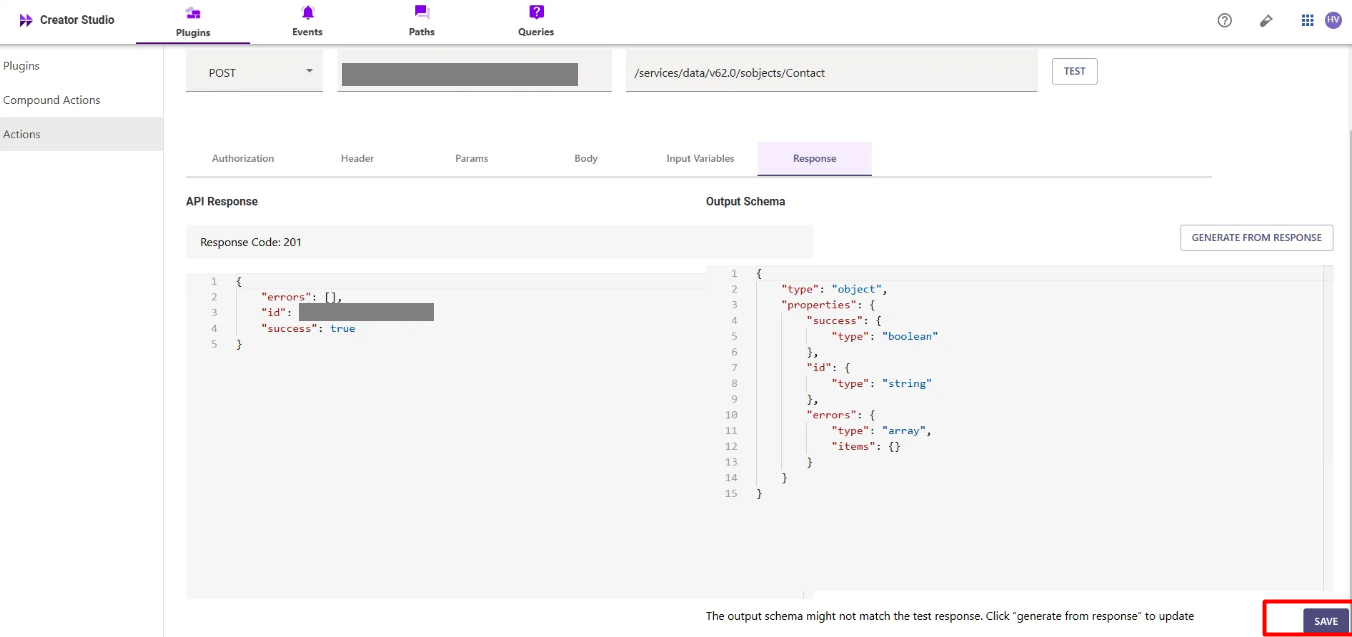 Creator Studio
Plugins
Events
Paths
Queries
HV
Plugins
Compound Actions
Actions
POST
/services/data/v62.0/sobjects/Contact
TEST
Authorization
Header
Params
Body
Input Variables
Response
API Response
Output Schema
Response Code: 201
GENERATE FROM RESPONSE
1 {
2 "errors": [],
3 "id":
4 "success": true
5 }
1 {
2 "type": "object",
3 "properties": {
4 "success": {
5 "type": "boolean"
6 },
7 "id": {
8 "type": "string"
9 },
10 "errors": {
11 "type": "array",
12 "items": {}
13 }
14 }
15 }
The output schema might not match the test response. Click "generate from response" to update
SAVE